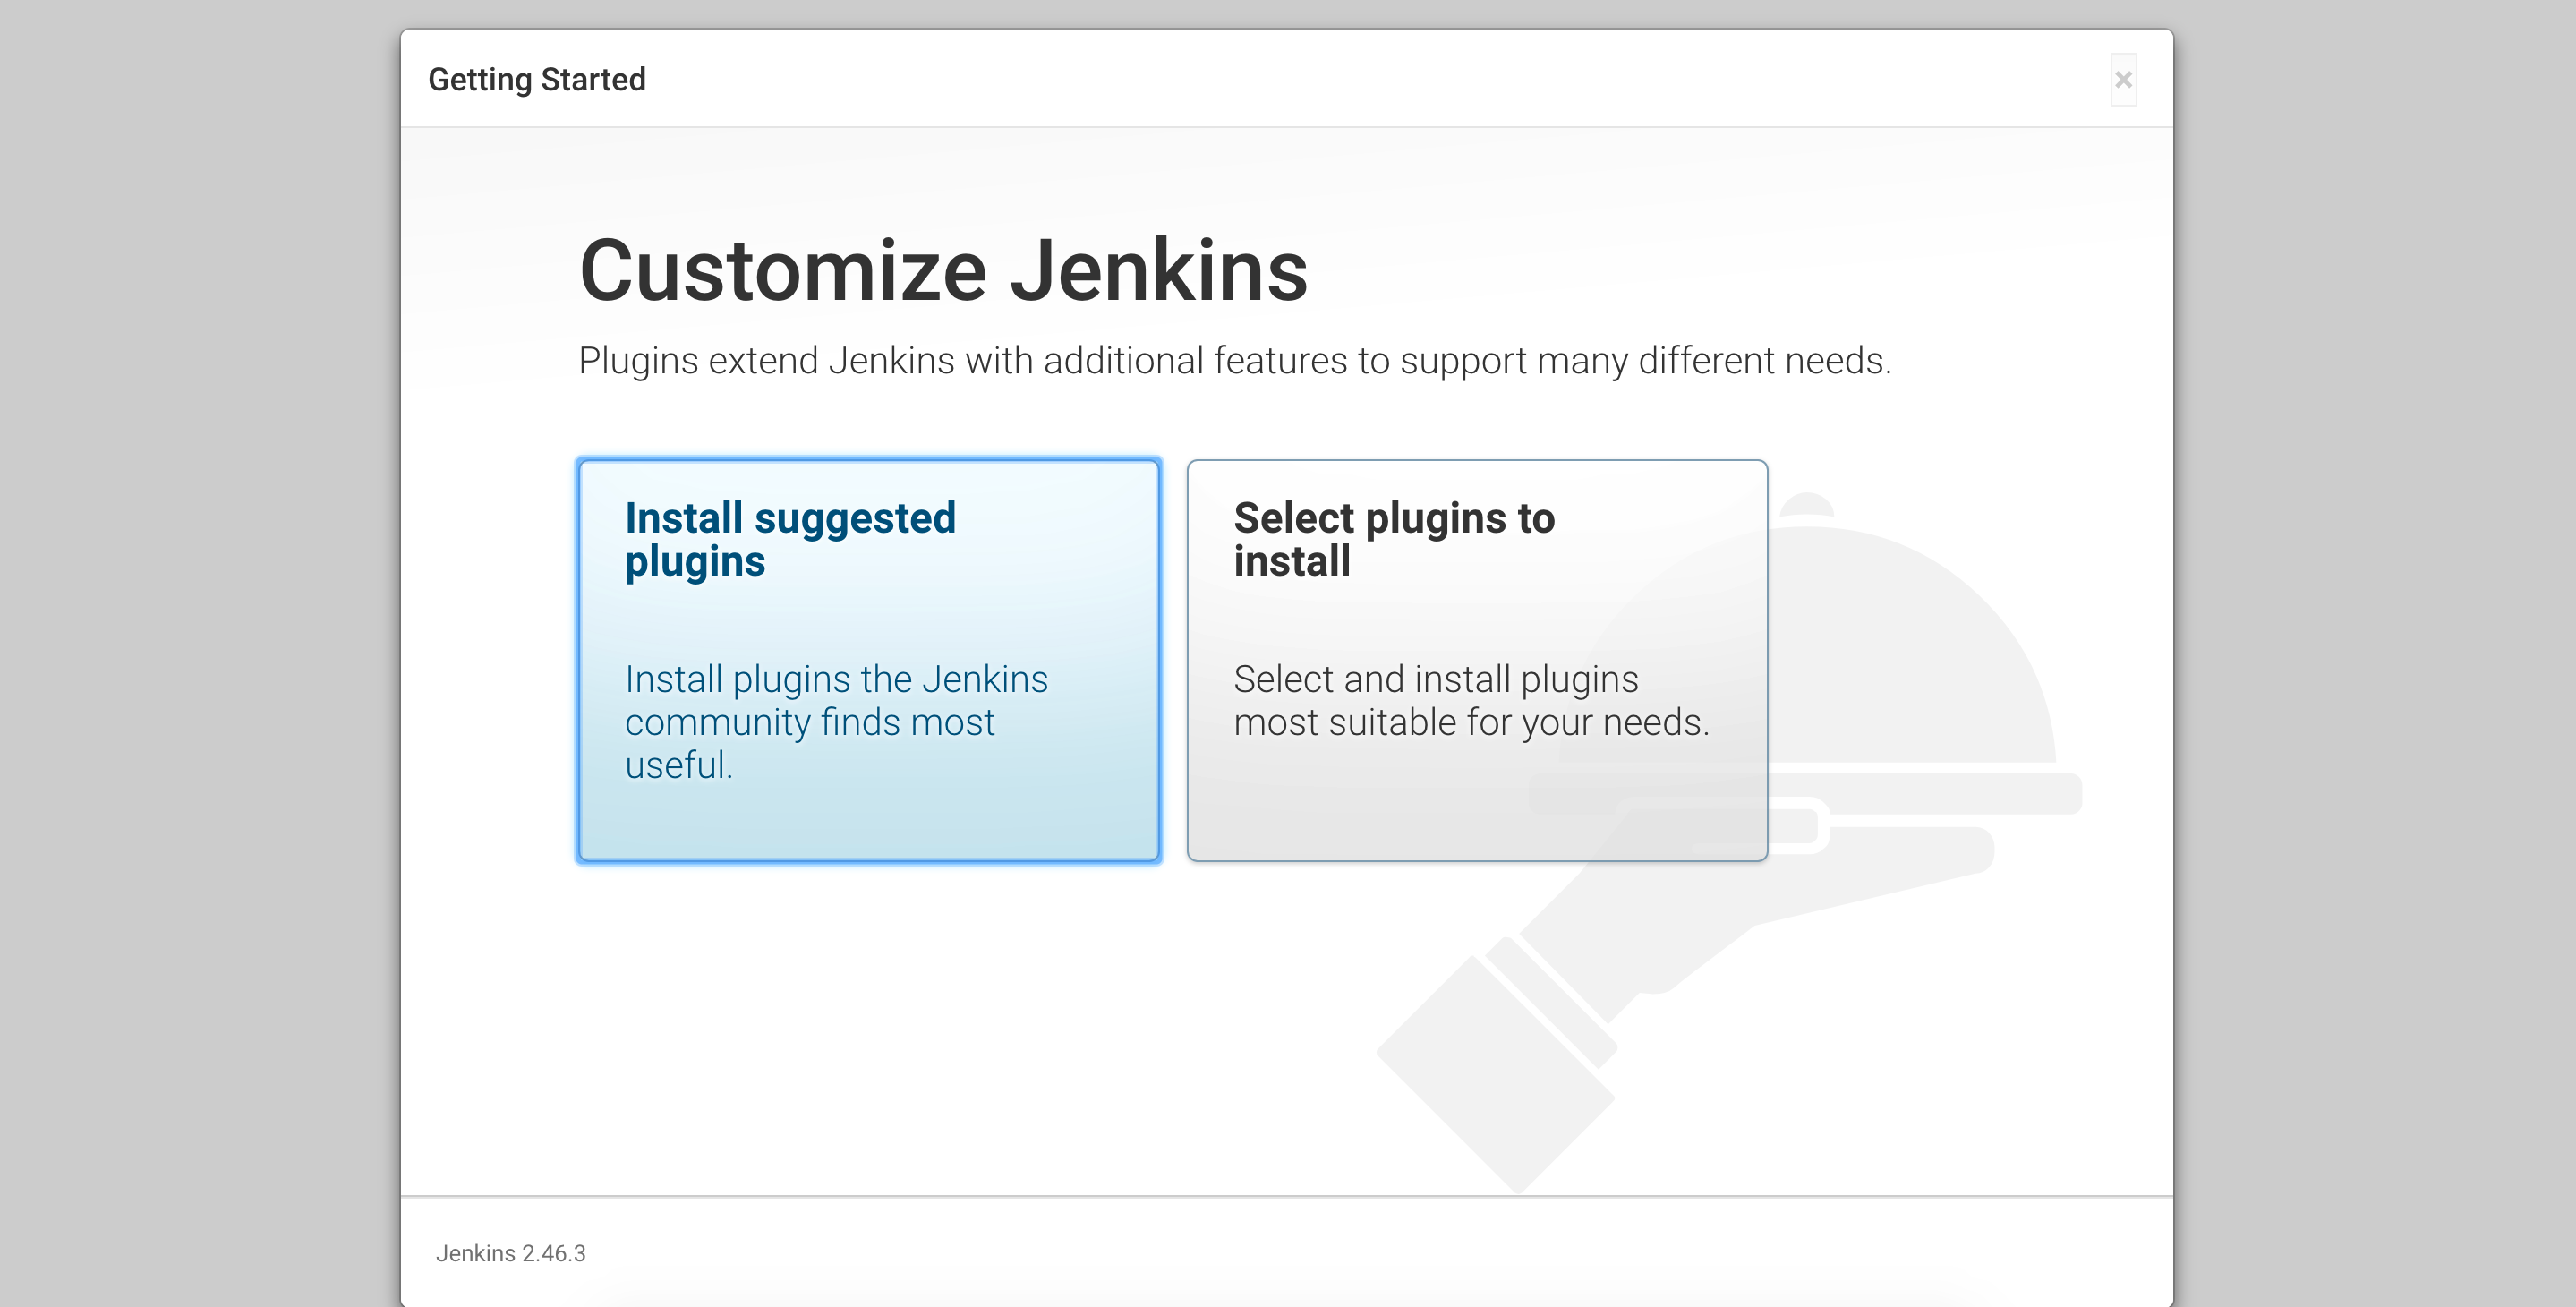 Getting Started
×
Customize Jenkins
Plugins extend Jenkins with additional features to support many different needs.
Install suggested
plugins
Install plugins the Jenkins
community finds most
useful.
Select plugins to
install
Select and install plugins
most suitable for your needs.
Jenkins 2.46.3